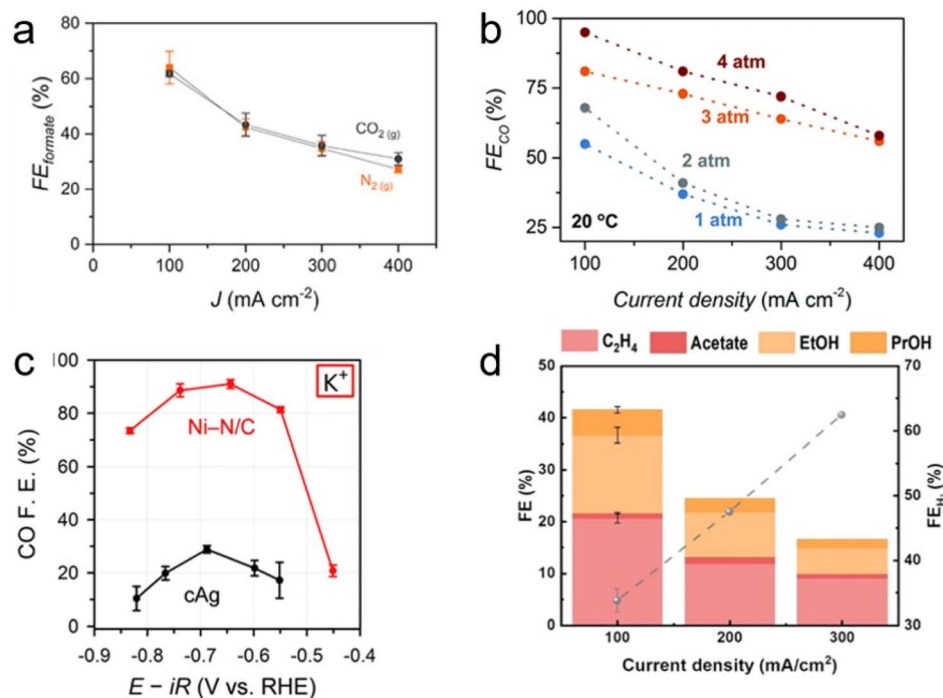 a
80
60
40
20
0
FE_formate (%)
CO₂ (g)
N₂ (g)
0 100 200 300 400
J (mA cm⁻²)
b
100
75
50
25
FE_CO (%)
4 atm
3 atm
2 atm
1 atm
20 °C
100 200 300 400
Current density (mA cm⁻²)
c
100
80
60
40
20
0
CO F. E. (%)
K⁺
Ni–N/C
cAg
-0.9 -0.8 -0.7 -0.6 -0.5 -0.4
E − iR (V vs. RHE)
d
C₂H₄ Acetate EtOH PrOH
50
40
30
20
10
0
FE (%)
70
60
50
40
30
FE_H₂ (%)
100 200 300
Current density (mA/cm²)